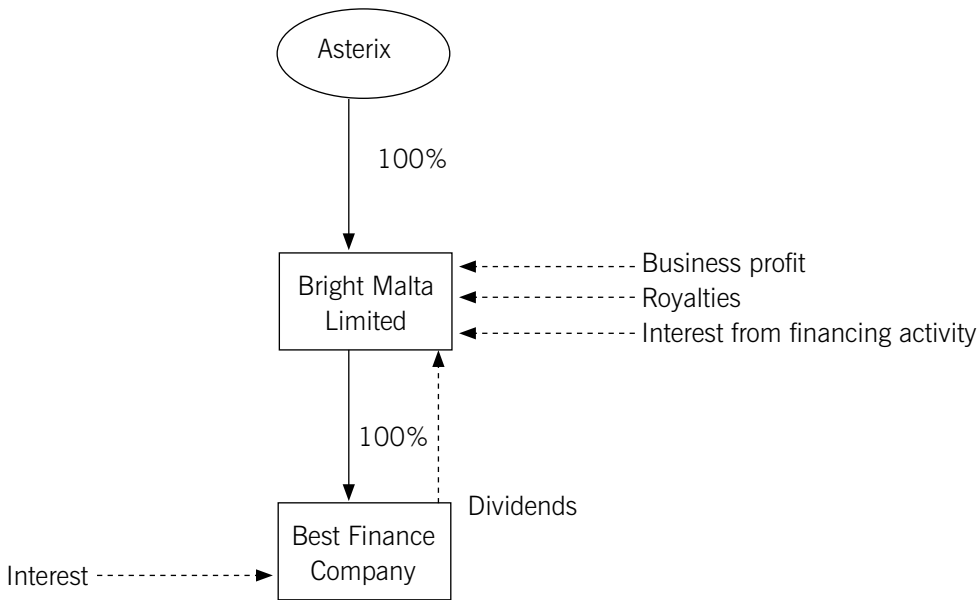 Asterix
100%
Bright Malta
Limited
Business profit
Royalties
Interest from financing activity
100%
Dividends
Best Finance
Company
Interest